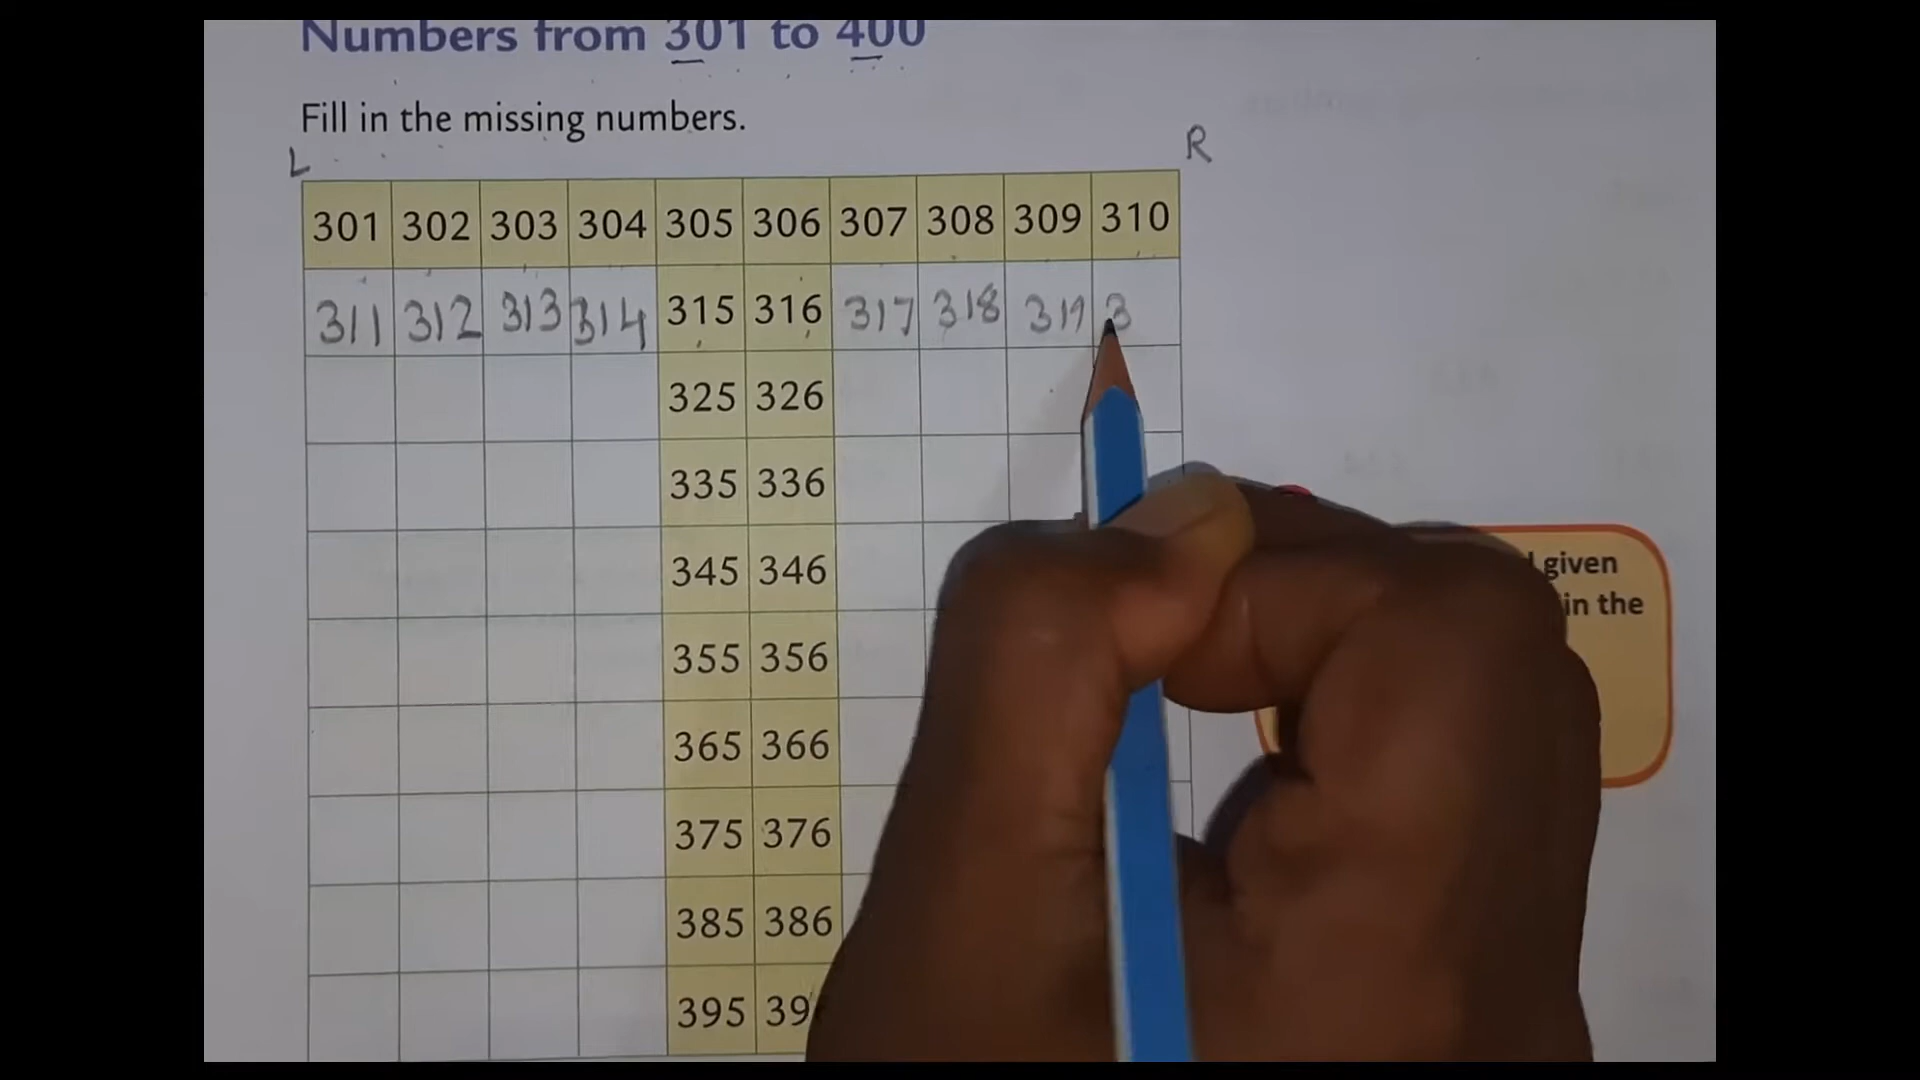 Numbers from 301 to 400
Fill in the missing numbers.
L R
301 302 303 304 305 306 307 308 309 310
311 312 313 314 315 316 317 318 319 3
325 326
335 336
345 346
given
in the
355 356
365 366
375 376
385 386
395 39